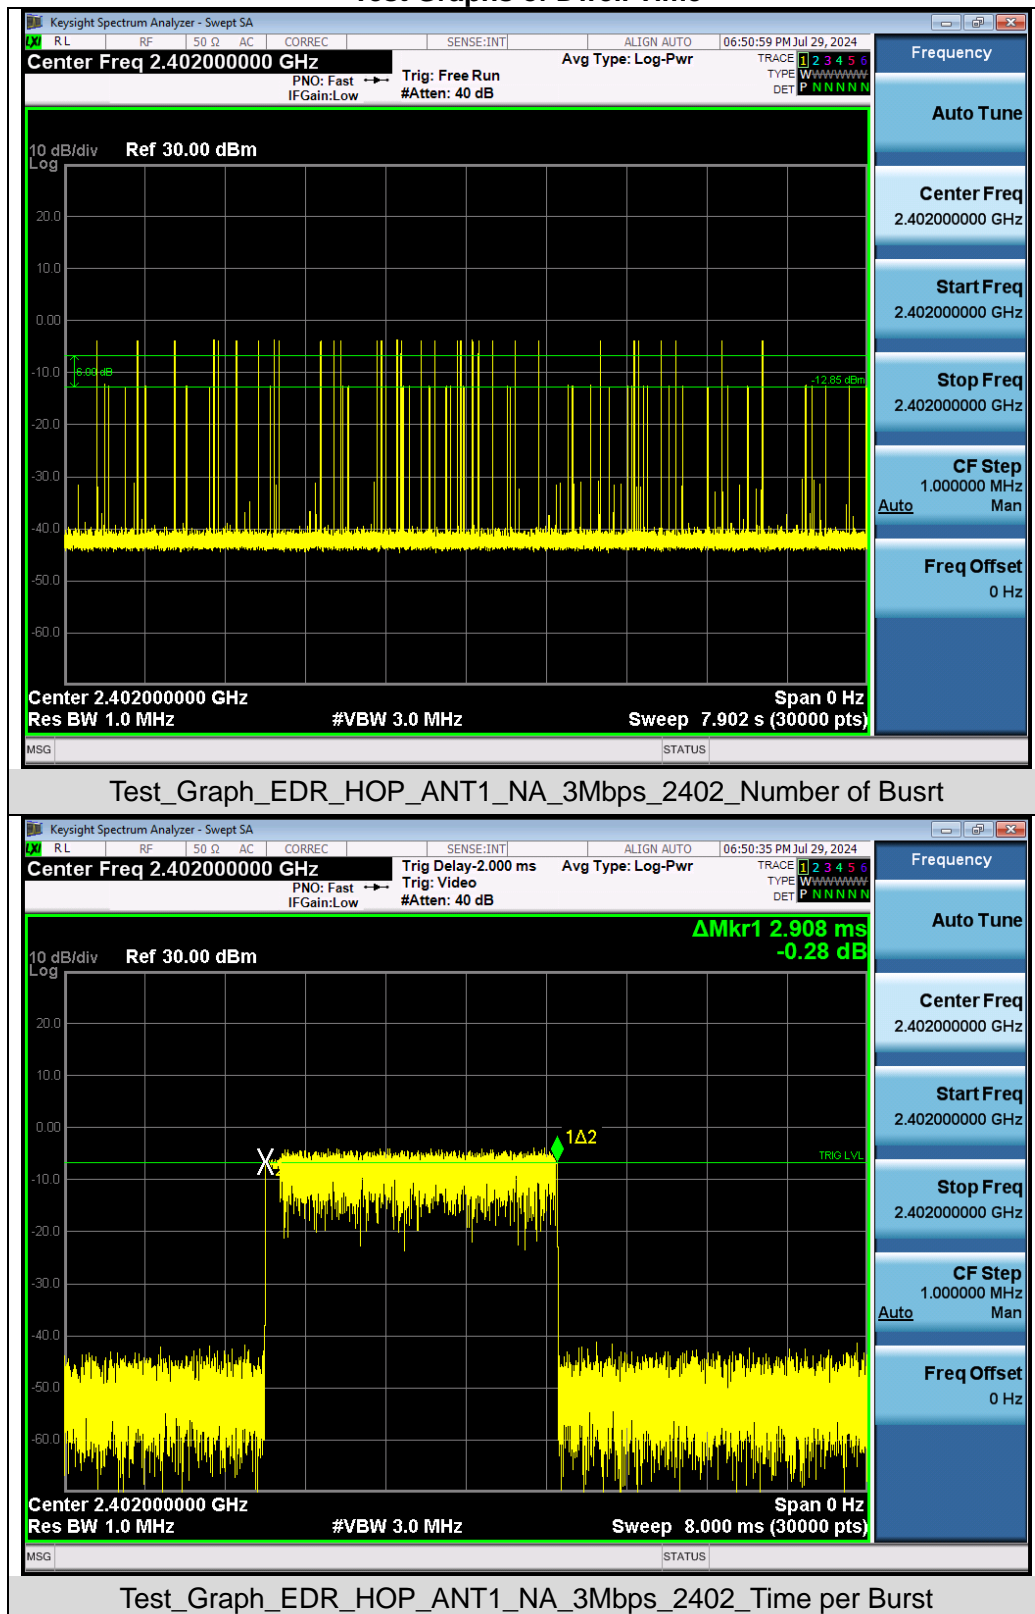 Test Graphs of Dwell Time
Keysight Spectrum Analyzer - Swept SA
LXI RL RF 50 Ω AC CORREC SENSE:INT ALIGN AUTO 06:50:59 PM Jul 29, 2024
Center Freq 2.402000000 GHz
PNO: Fast
IFGain:Low
Trig: Free Run
#Atten: 40 dB
Avg Type: Log-Pwr
TRACE 1 2 3 4 5 6
TYPE WWWWWW
DET P N N N N N
Frequency
Auto Tune
Center Freq
2.402000000 GHz
Start Freq
2.402000000 GHz
Stop Freq
2.402000000 GHz
CF Step
1.000000 MHz
Auto Man
Freq Offset
0 Hz
10 dB/div Ref 30.00 dBm
Log
20.0
10.0
0.00
-10.0
6.00 dB
-12.85 dBm
-20.0
-30.0
-40.0
-50.0
-60.0
Center 2.402000000 GHz Span 0 Hz
Res BW 1.0 MHz #VBW 3.0 MHz Sweep 7.902 s (30000 pts)
MSG STATUS
Test_Graph_EDR_HOP_ANT1_NA_3Mbps_2402_Number of Busrt
Keysight Spectrum Analyzer - Swept SA
LXI RL RF 50 Ω AC CORREC SENSE:INT ALIGN AUTO 06:50:35 PM Jul 29, 2024
Center Freq 2.402000000 GHz
PNO: Fast
IFGain:Low
Trig Delay-2.000 ms
Trig: Video
#Atten: 40 dB
Avg Type: Log-Pwr
TRACE 1 2 3 4 5 6
TYPE WWWWWW
DET P N N N N N
Frequency
Auto Tune
Center Freq
2.402000000 GHz
Start Freq
2.402000000 GHz
Stop Freq
2.402000000 GHz
CF Step
1.000000 MHz
Auto Man
Freq Offset
0 Hz
ΔMkr1 2.908 ms
-0.28 dB
10 dB/div Ref 30.00 dBm
Log
20.0
10.0
0.00
1Δ2
TRIG LVL
-10.0
-20.0
-30.0
-40.0
-50.0
-60.0
Center 2.402000000 GHz Span 0 Hz
Res BW 1.0 MHz #VBW 3.0 MHz Sweep 8.000 ms (30000 pts)
MSG STATUS
Test_Graph_EDR_HOP_ANT1_NA_3Mbps_2402_Time per Burst